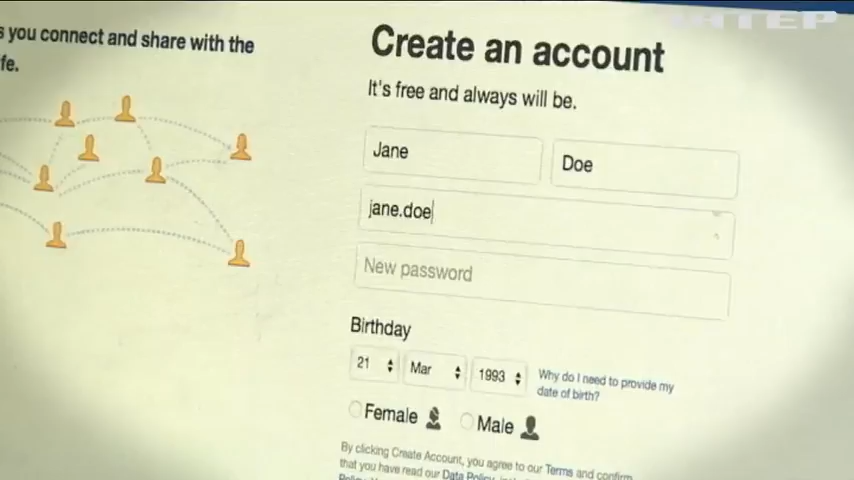 ІНТЕР
s you connect and share with the
fe.
Create an account
It's free and always will be.
Jane
Doe
jane.doe
New password
Birthday
21
Mar
1993
Why do I need to provide my
date of birth?
Female
Male
By clicking Create Account, you agree to our Terms and confirm
that you have read our Data Policy,